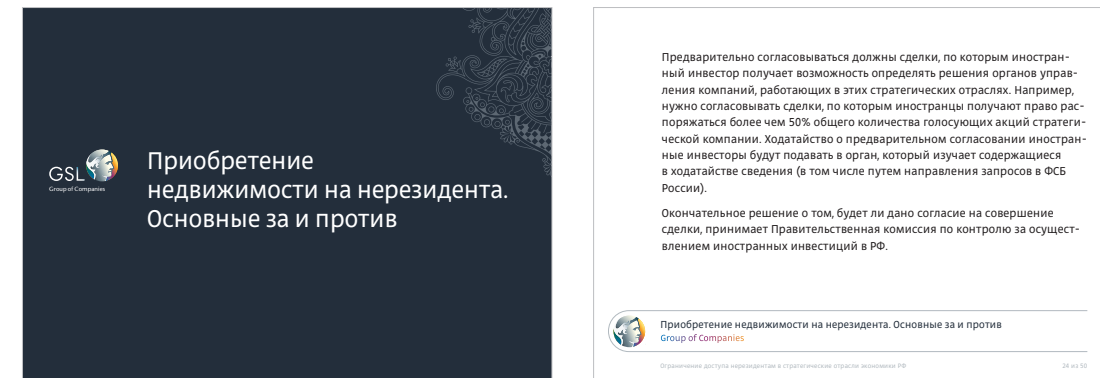 GSL
Group of Companies
Приобретение
недвижимости на нерезидента.
Основные за и против
Предварительно согласовываться должны сделки, по которым иностран-
ный инвестор получает возможность определять решения органов управ-
ления компаний, работающих в этих стратегических отраслях. Например,
нужно согласовывать сделки, по которым иностранцы получают право рас-
поряжаться более чем 50% общего количества голосующих акций стратеги-
ческой компании. Ходатайство о предварительном согласовании иностран-
ные инвесторы будут подавать в орган, который изучает содержащиеся
в ходатайстве сведения (в том числе путем направления запросов в ФСБ
России).
Окончательное решение о том, будет ли дано согласие на совершение
сделки, принимает Правительственная комиссия по контролю за осущест-
влением иностранных инвестиций в РФ.
Приобретение недвижимости на нерезидента. Основные за и против
Group of Companies
Ограничение доступа нерезидентам в стратегические отрасли экономики РФ 24 из 50